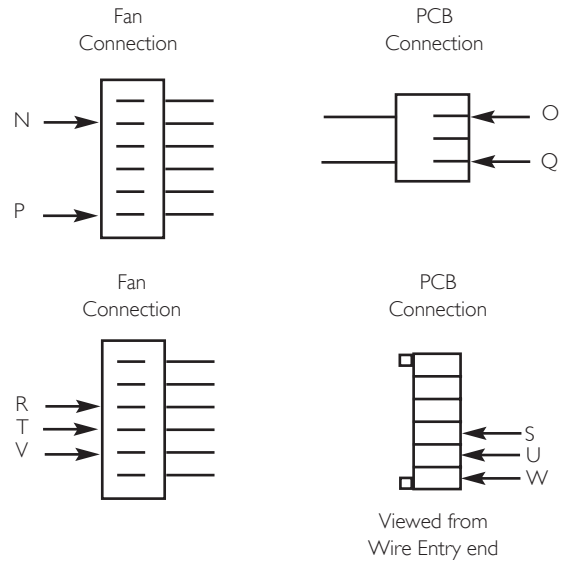 Fan
Connection
PCB
Connection
N
P
O
Q
Fan
Connection
PCB
Connection
R
T
V
S
U
W
Viewed from
Wire Entry end